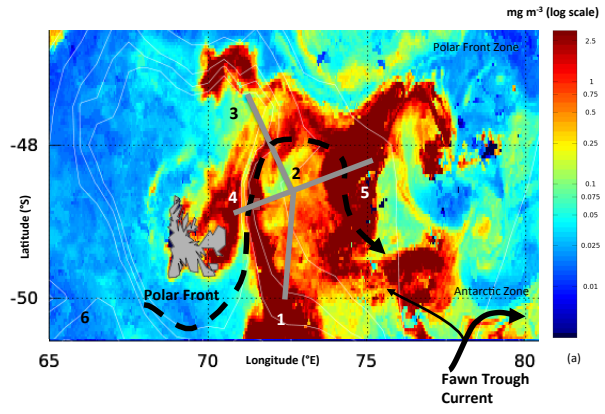 mg m⁻³ (log scale)
Polar Front Zone
2.5
1
0.75
0.5
0.25
0.1
0.075
0.05
0.025
0.01
3
-48
2
4
5
Latitude (°S)
-50
Polar Front
Antarctic Zone
6
1
65
70
75
80
Longitude (°E)
(a)
Fawn Trough
Current